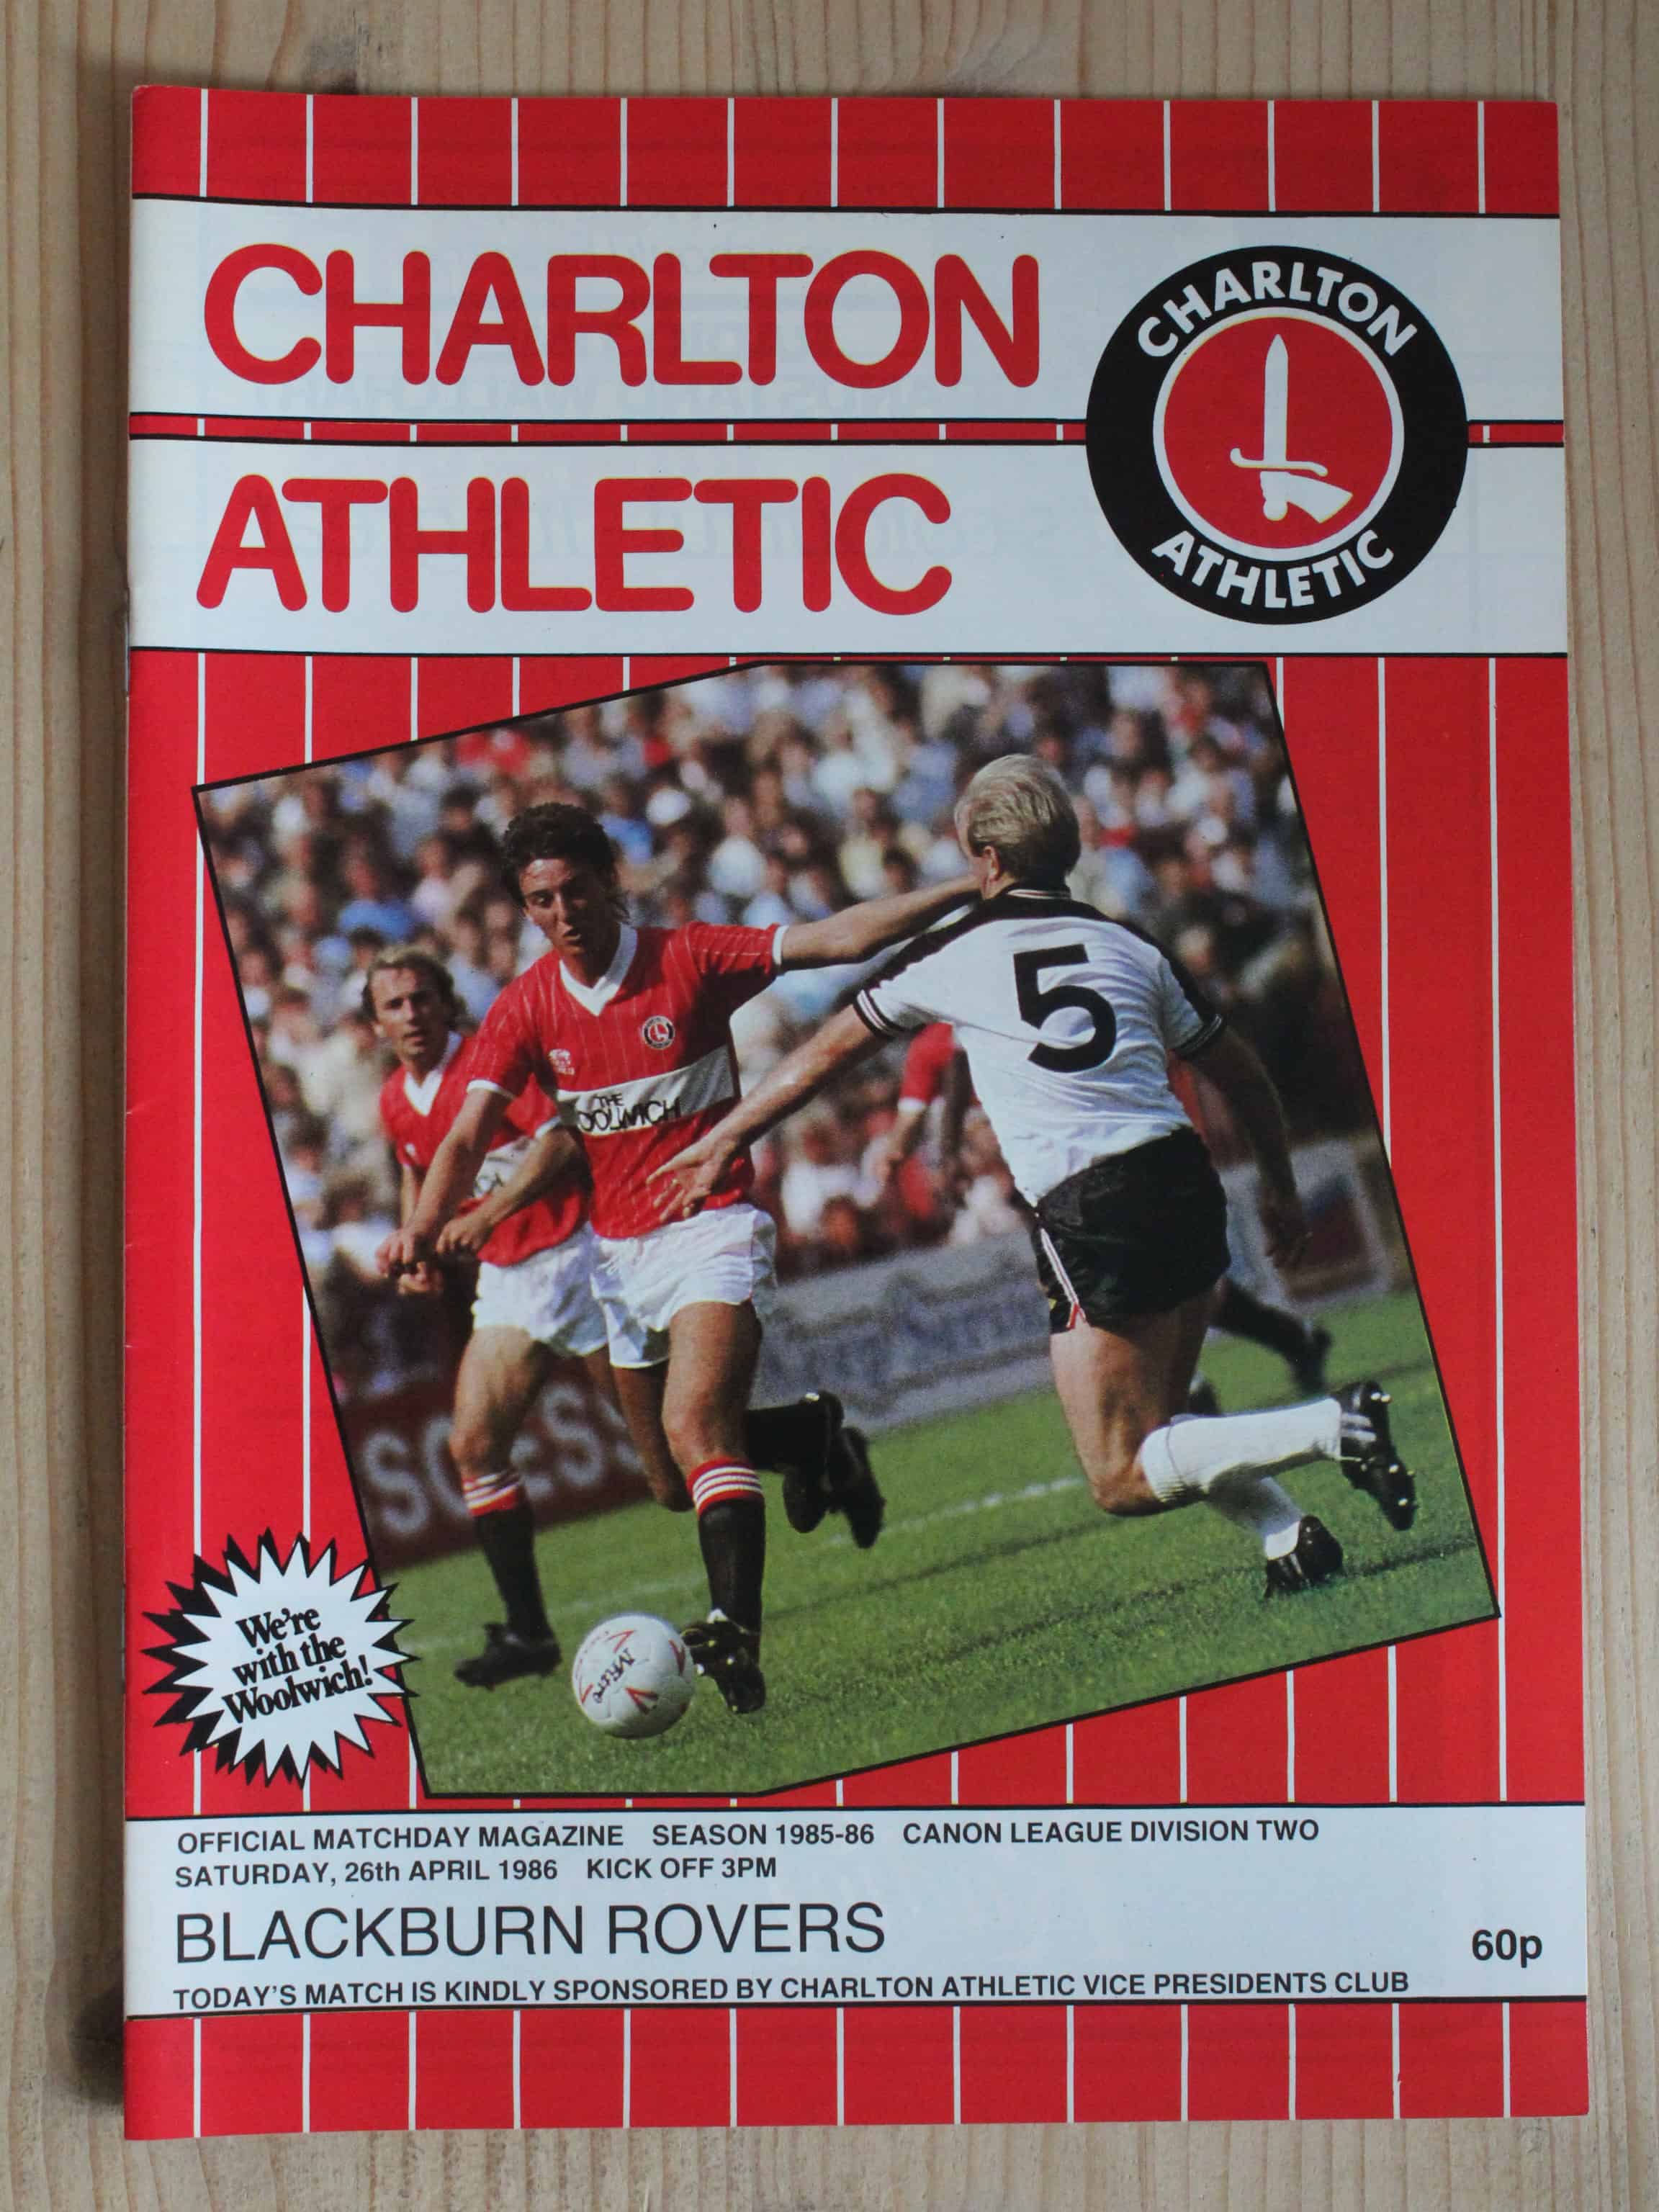 CHARLTON
ATHLETIC
CHARLTON
ATHLETIC
5
THE
We're
with the
Woolwich!
Mitre
OFFICIAL MATCHDAY MAGAZINE SEASON 1985-86 CANON LEAGUE DIVISION TWO
SATURDAY, 26th APRIL 1986 KICK OFF 3PM
BLACKBURN ROVERS
60p
TODAY'S MATCH IS KINDLY SPONSORED BY CHARLTON ATHLETIC VICE PRESIDENTS CLUB